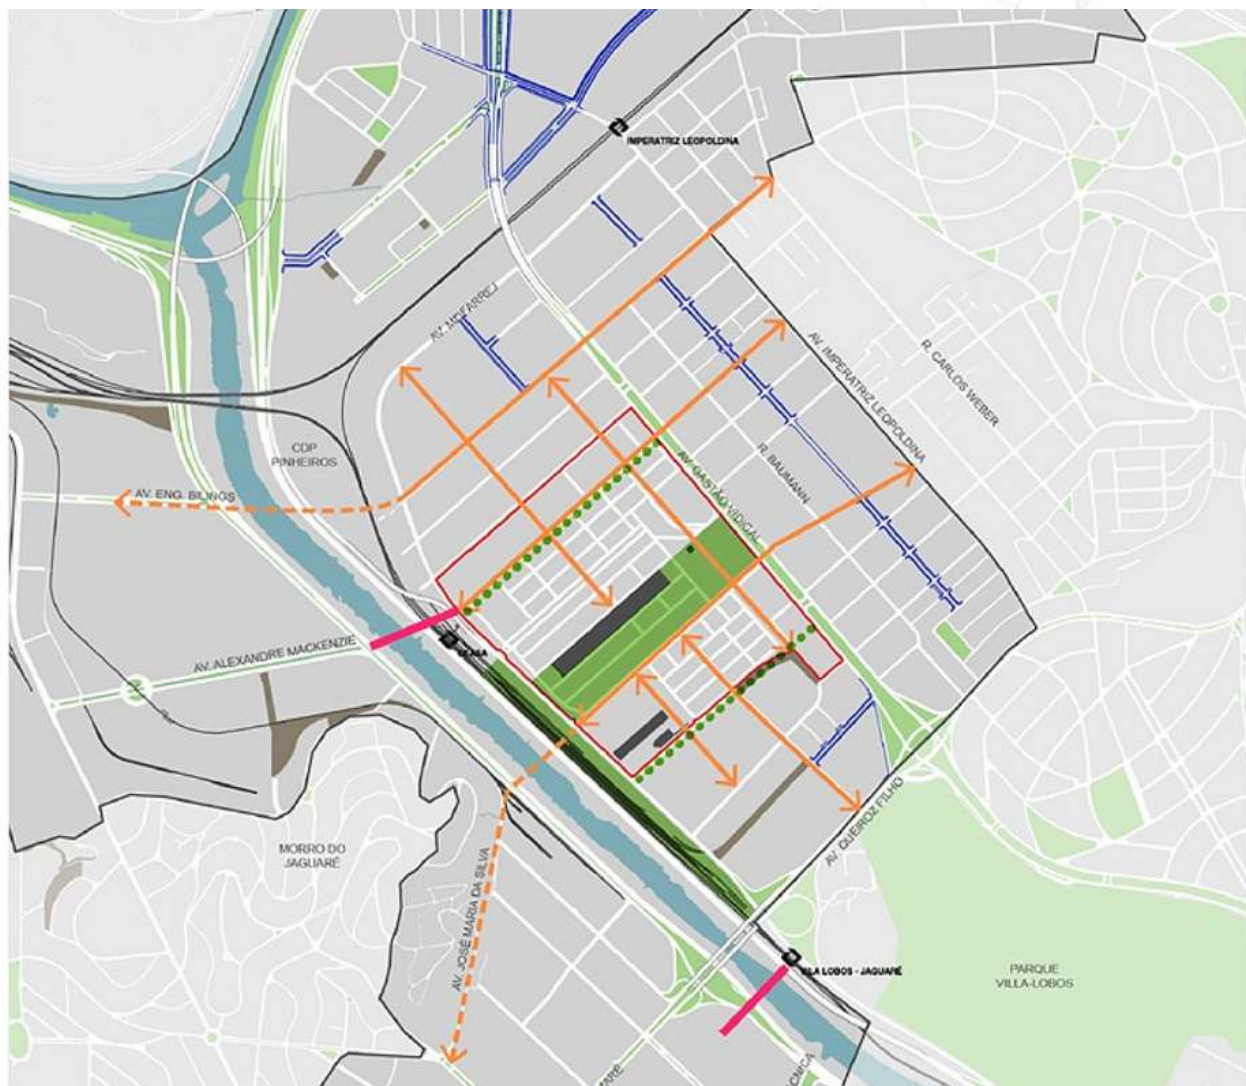 IMPERATRIZ LEOPOLDINA
AV. MOFARREJ
AV. IMPERATRIZ LEOPOLDINA
R. CARLOS WEBER
R. BAUMANN
AV. GASTÃO VIDIGAL
CDP
PINHEIROS
AV. ENG. BILINGS
AV. ALEXANDRE MACKENZIE
MORRO DO
JAGUARÉ
AV. JOSÉ MARIA DA SILVA
AV. QUEIROZ FILHO
VILA LOBOS - JAGUARÉ
PARQUE
VILLA-LOBOS